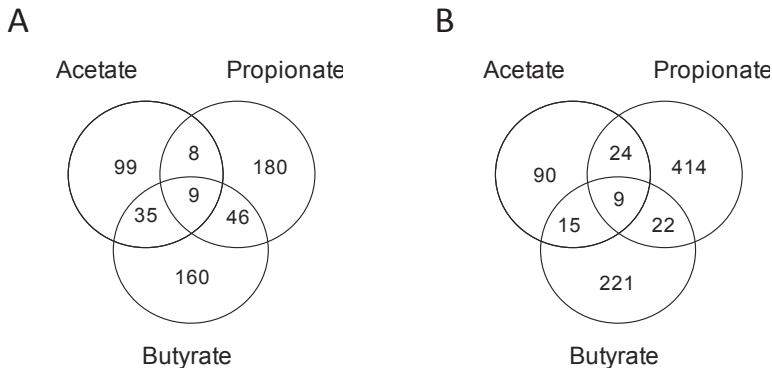 A
Acetate Propionate
99 8 180
9
35 46
160
Butyrate
B
Acetate Propionate
90 24 414
9
15 22
221
Butyrate